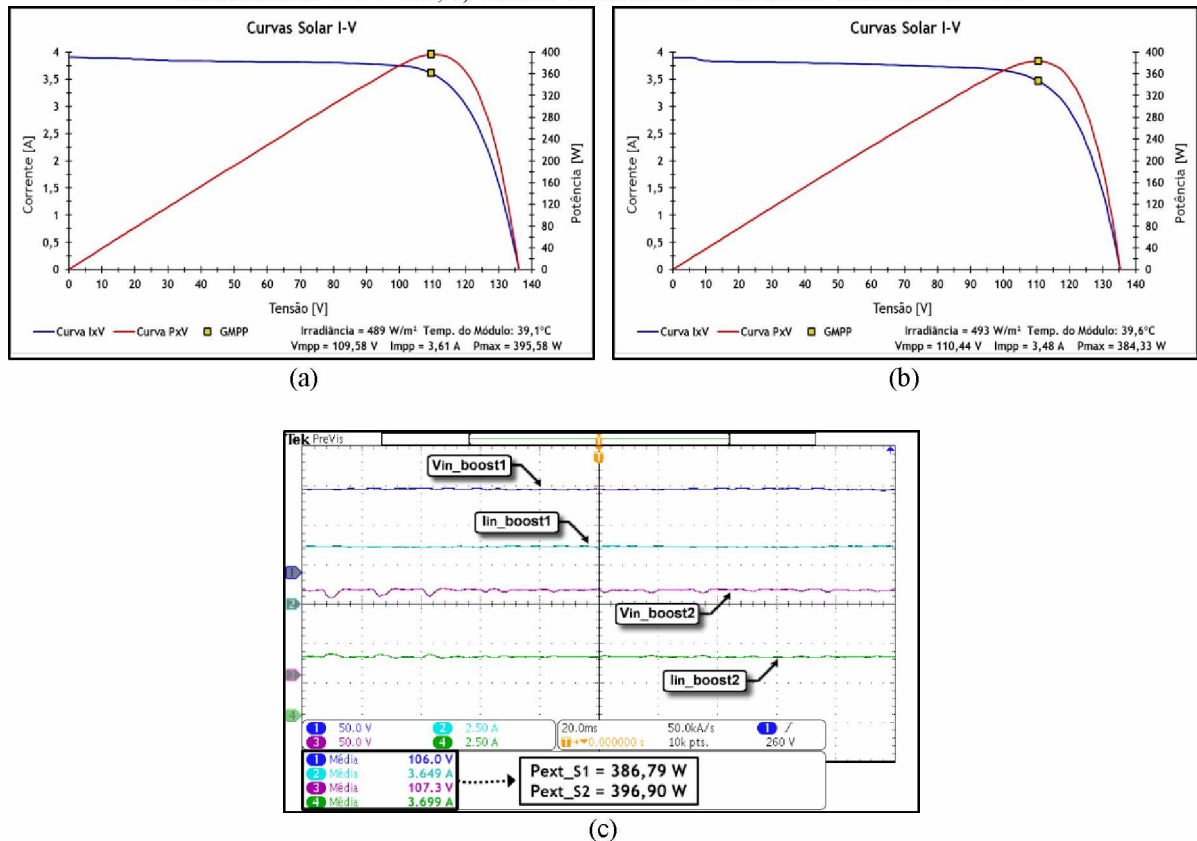 Curvas Solar I-V
4
3,5
3
2,5
2
1,5
1
0,5
0
Corrente [A]
400
360
320
280
240
200
160
120
80
40
0
Potência [W]
0 10 20 30 40 50 60 70 80 90 100 110 120 130 140
Tensão [V]
Curva IxV Curva PxV GMPP
Irradiância = 489 W/m² Temp. do Módulo: 39,1°C
Vmpp = 109,58 V Impp = 3,61 A Pmax = 395,58 W
(a)
Curvas Solar I-V
4
3,5
3
2,5
2
1,5
1
0,5
0
Corrente [A]
400
360
320
280
240
200
160
120
80
40
0
Potência [W]
0 10 20 30 40 50 60 70 80 90 100 110 120 130 140
Tensão [V]
Curva IxV Curva PxV GMPP
Irradiância = 493 W/m² Temp. do Módulo: 39,6°C
Vmpp = 110,44 V Impp = 3,48 A Pmax = 384,33 W
(b)
Tek PreVis
T
T
Vin_boost1
Iin_boost1
1
2
Vin_boost2
3
Iin_boost2
4
1 50.0 V 2 2.50 A 20.0ms 50.0kA/s 1 /
3 50.0 V 4 2.50 A T→▼0.000000 s 10k pts. 260 V
1 Média 106.0 V
2 Média 3.649 A
3 Média 107.3 V
4 Média 3.699 A
Pext_S1 = 386,79 W
Pext_S2 = 396,90 W
(c)